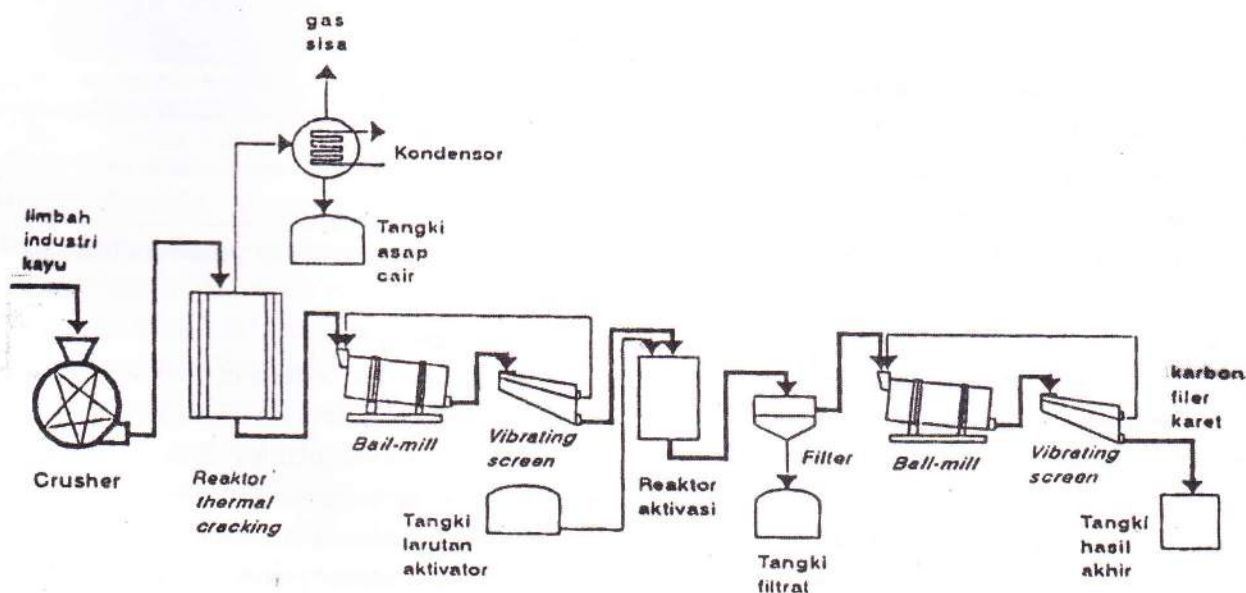 gas
sisa
Kondensor
Tangki
asap
cair
limbah
industri
kayu
Crusher
Reaktor
thermal
cracking
Ball-mill
Vibrating
screen
Tangki
larutan
aktivator
Reaktor
aktivasi
Filter
Tangki
filtrat
Ball-mill
Vibrating
screen
karbon
filer
karet
Tangki
hasil
akhir